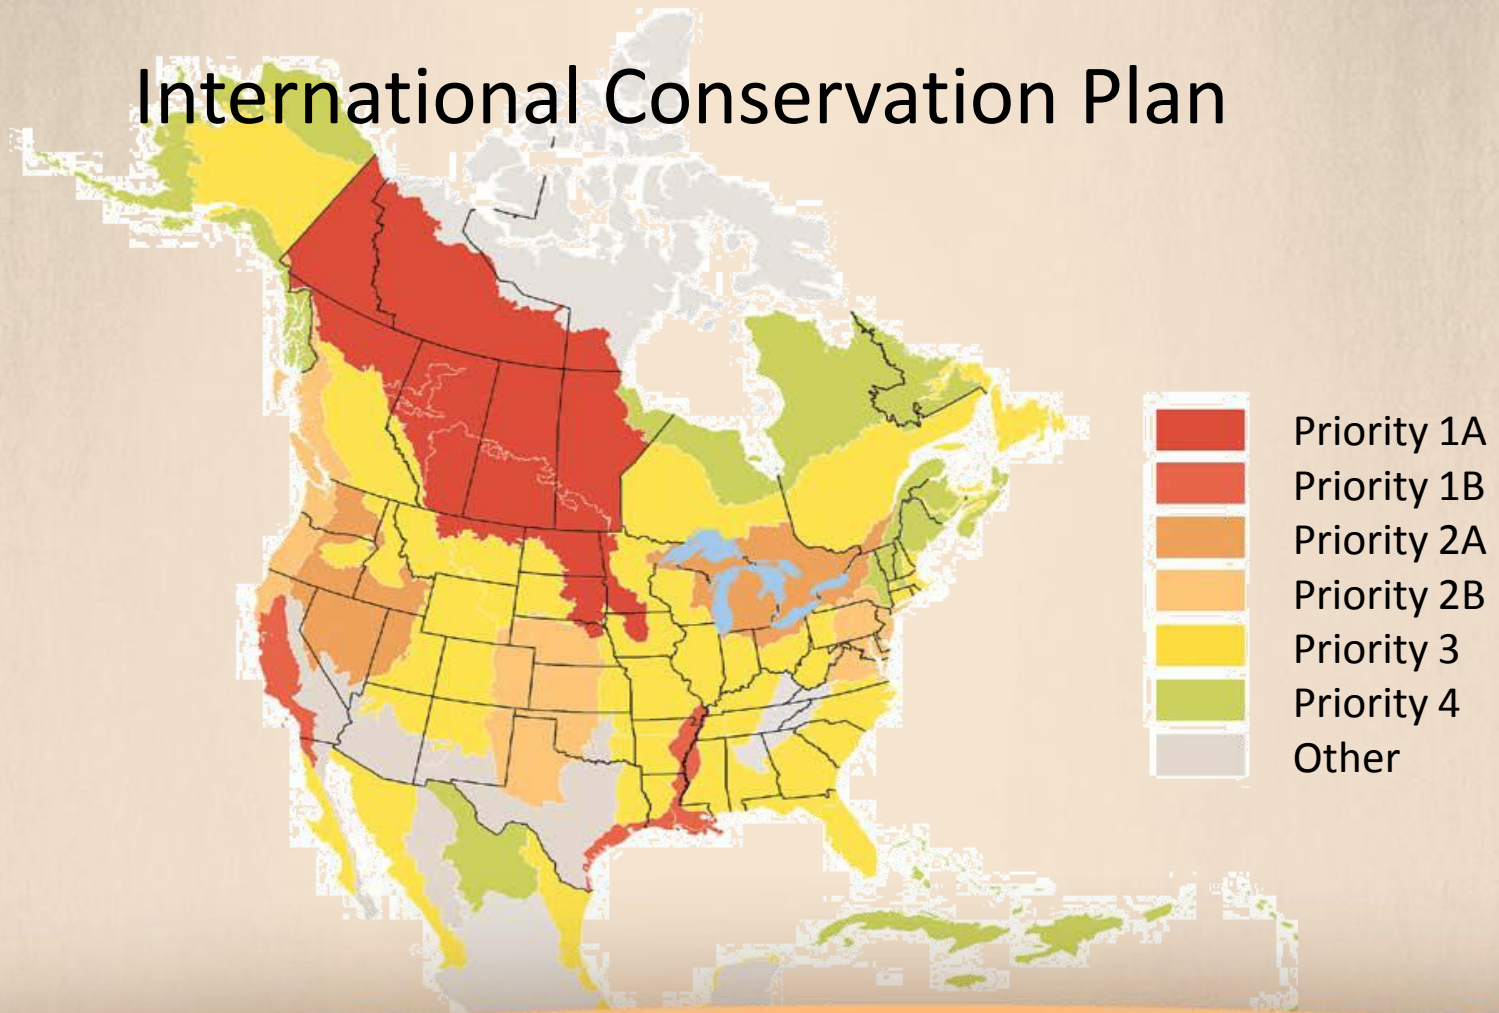 International Conservation Plan
Priority 1A
Priority 1B
Priority 2A
Priority 2B
Priority 3
Priority 4
Other